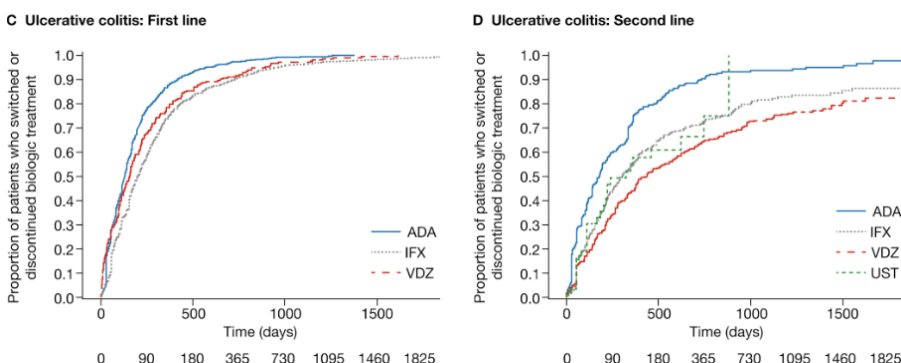 C Ulcerative colitis: First line
Proportion of patients who switched or
discontinued biologic treatment
1.0
0.9
0.8
0.7
0.6
0.5
0.4
0.3
0.2
0.1
0.0
ADA
IFX
VDZ
0 500 1000 1500
Time (days)
0 90 180 365 730 1095 1460 1825
D Ulcerative colitis: Second line
Proportion of patients who switched or
discontinued biologic treatment
1.0
0.9
0.8
0.7
0.6
0.5
0.4
0.3
0.2
0.1
0.0
ADA
IFX
VDZ
UST
0 500 1000 1500
Time (days)
0 90 180 365 730 1095 1460 1825